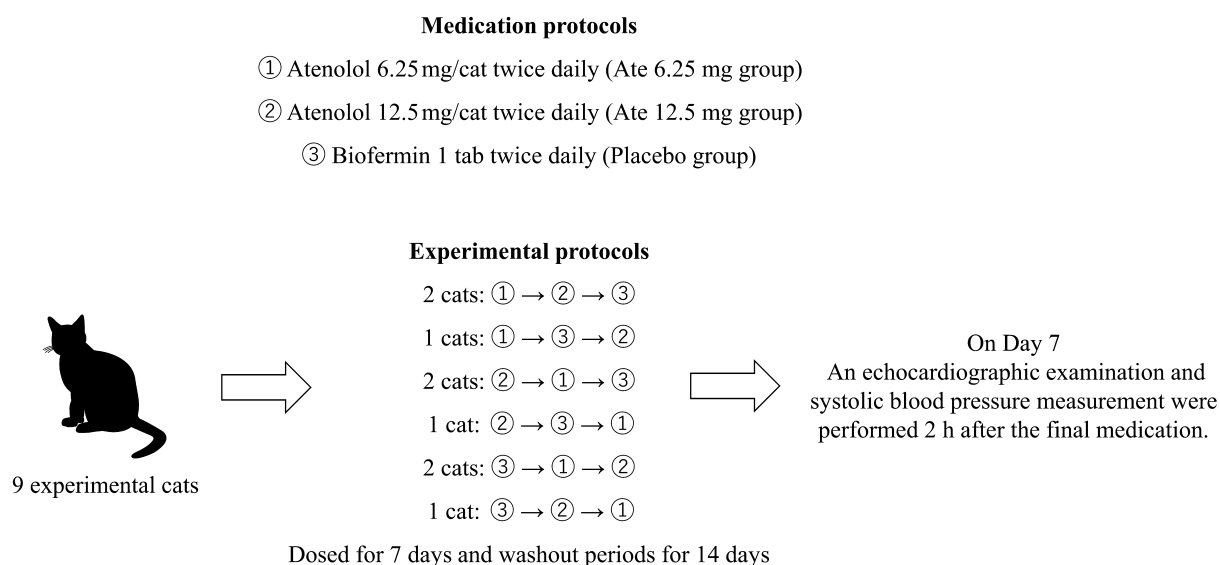 Medication protocols
① Atenolol 6.25 mg/cat twice daily (Ate 6.25 mg group)
② Atenolol 12.5 mg/cat twice daily (Ate 12.5 mg group)
③ Biofermin 1 tab twice daily (Placebo group)
9 experimental cats
Experimental protocols
2 cats: ① → ② → ③
1 cats: ① → ③ → ②
2 cats: ② → ① → ③
1 cat: ② → ③ → ①
2 cats: ③ → ① → ②
1 cat: ③ → ② → ①
Dosed for 7 days and washout periods for 14 days
On Day 7
An echocardiographic examination and
systolic blood pressure measurement were
performed 2 h after the final medication.